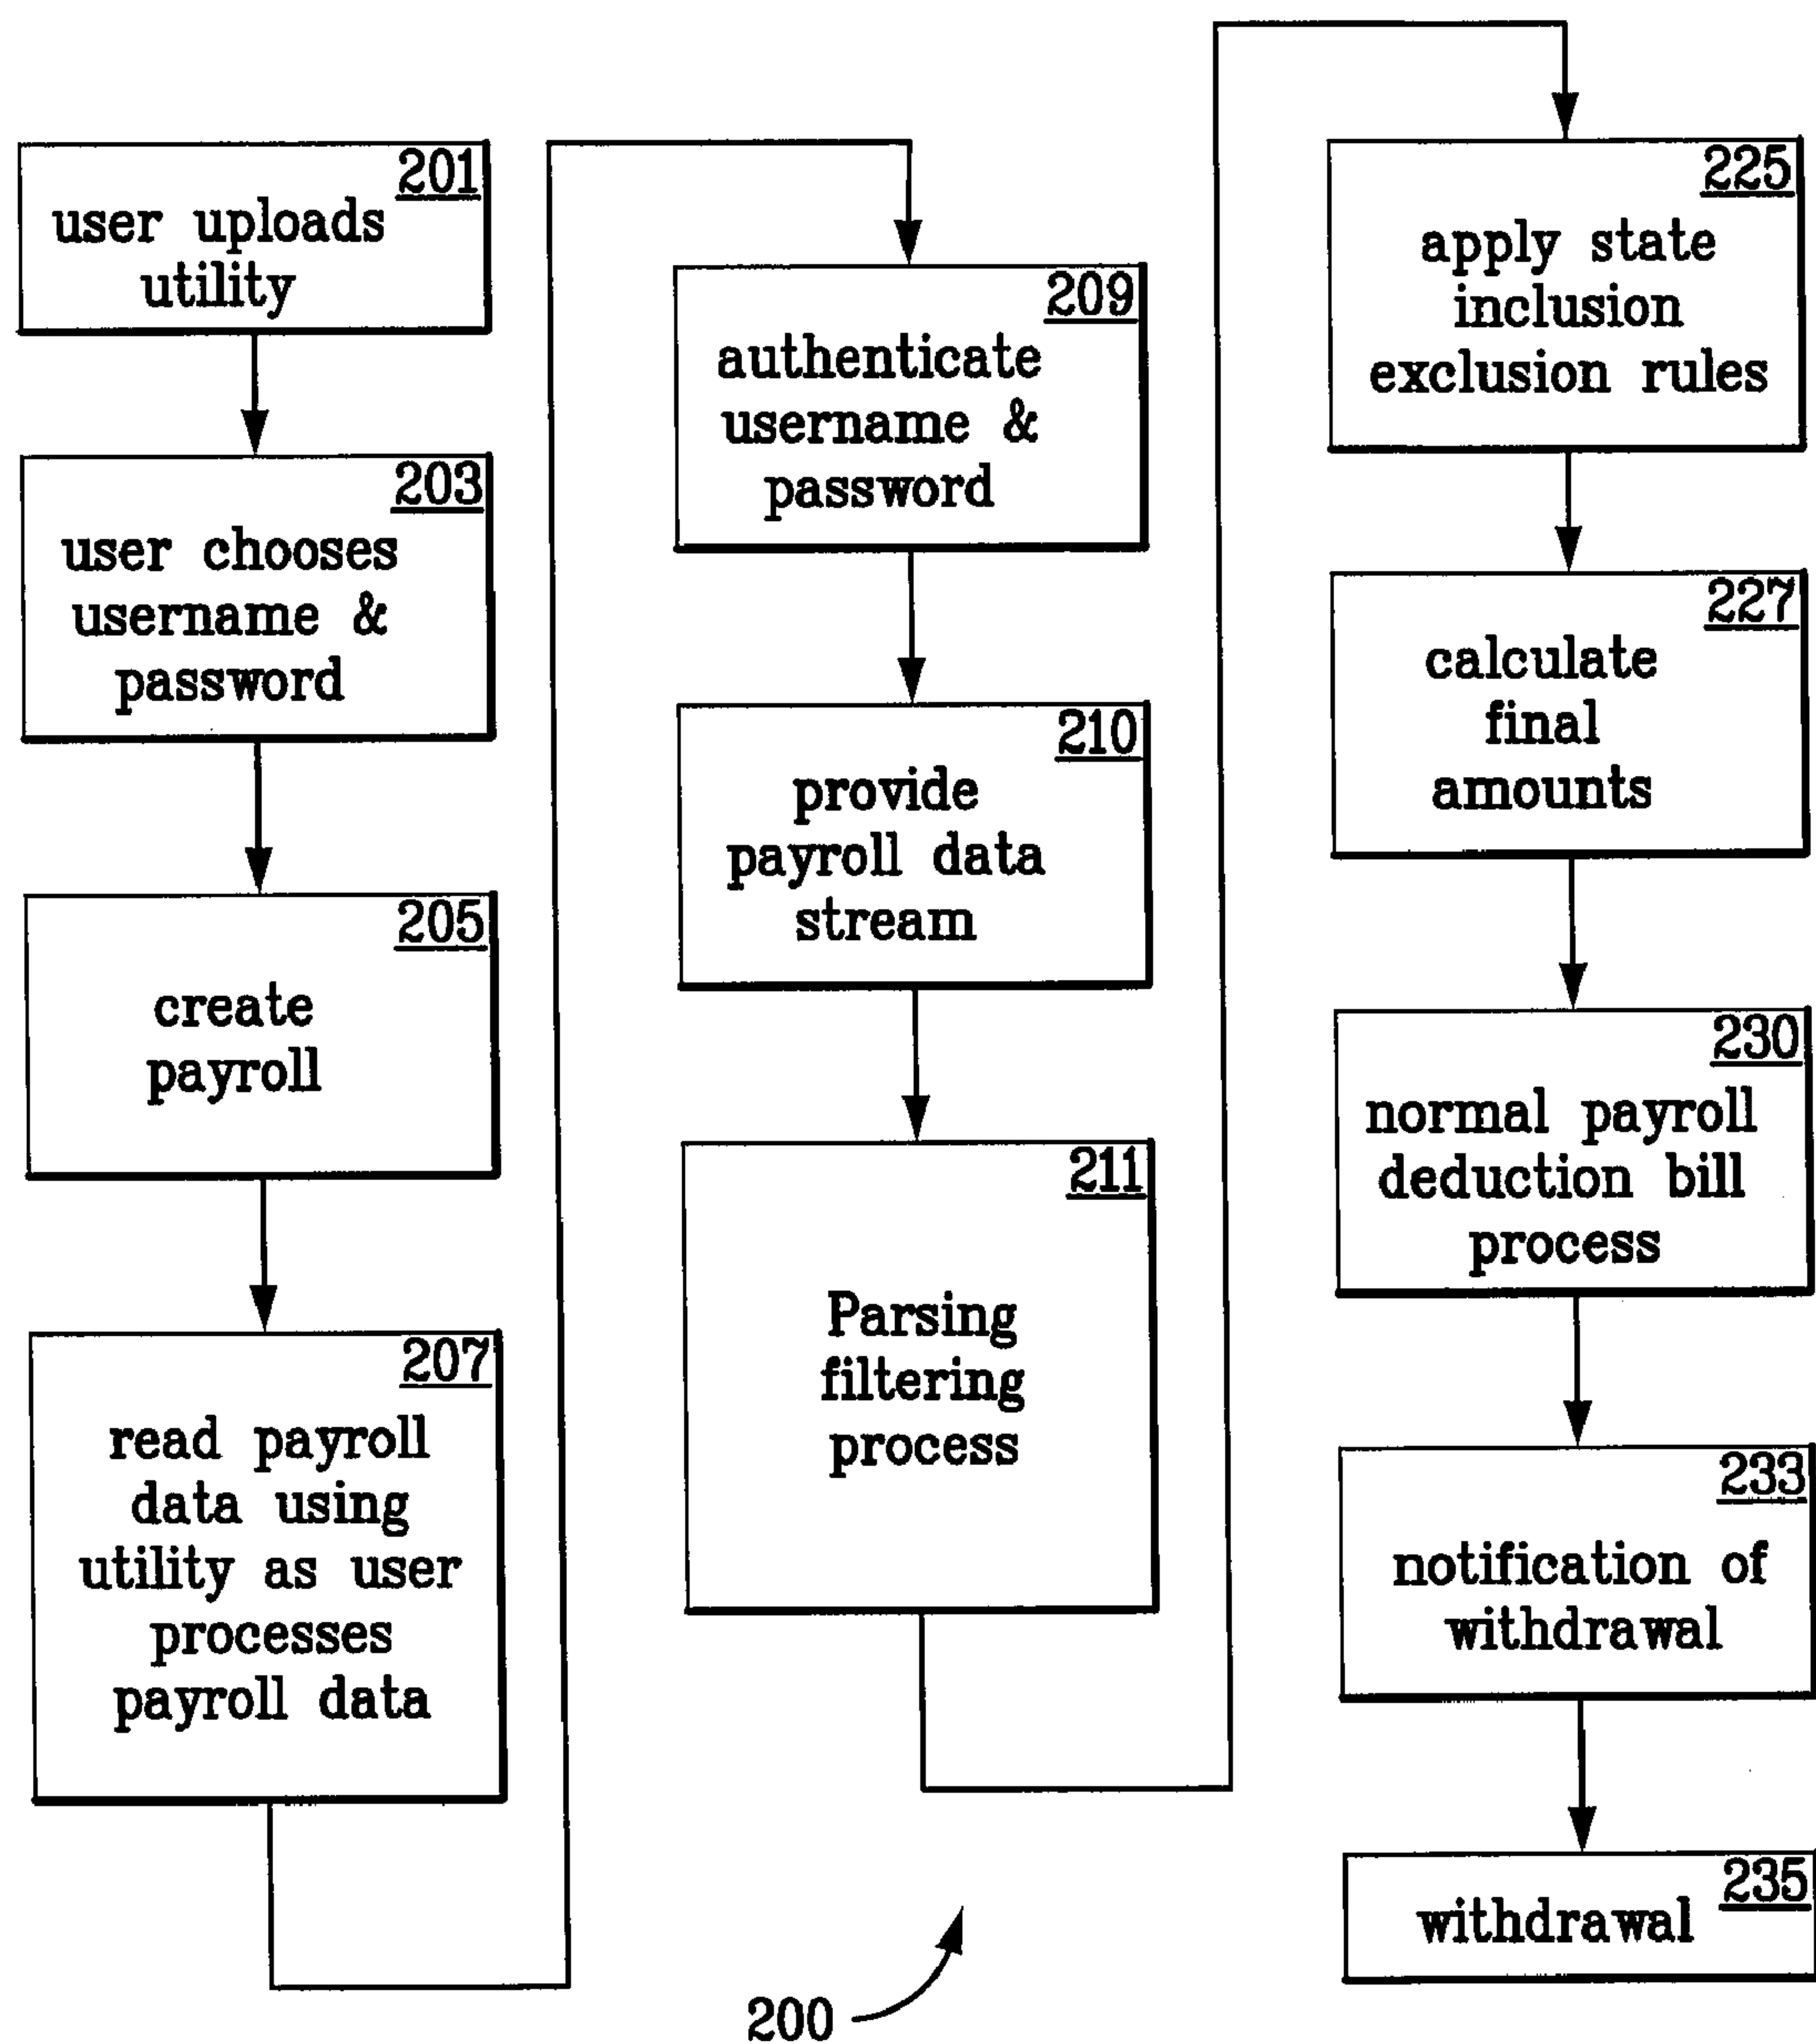 201
user uploads
utility
203
user chooses
username &
password
205
create
payroll
207
read payroll
data using
utility as user
processes
payroll data
209
authenticate
username &
password
210
provide
payroll data
stream
211
Parsing
filtering
process
225
apply state
inclusion
exclusion rules
227
calculate
final
amounts
230
normal payroll
deduction bill
process
233
notification of
withdrawal
235
withdrawal
200